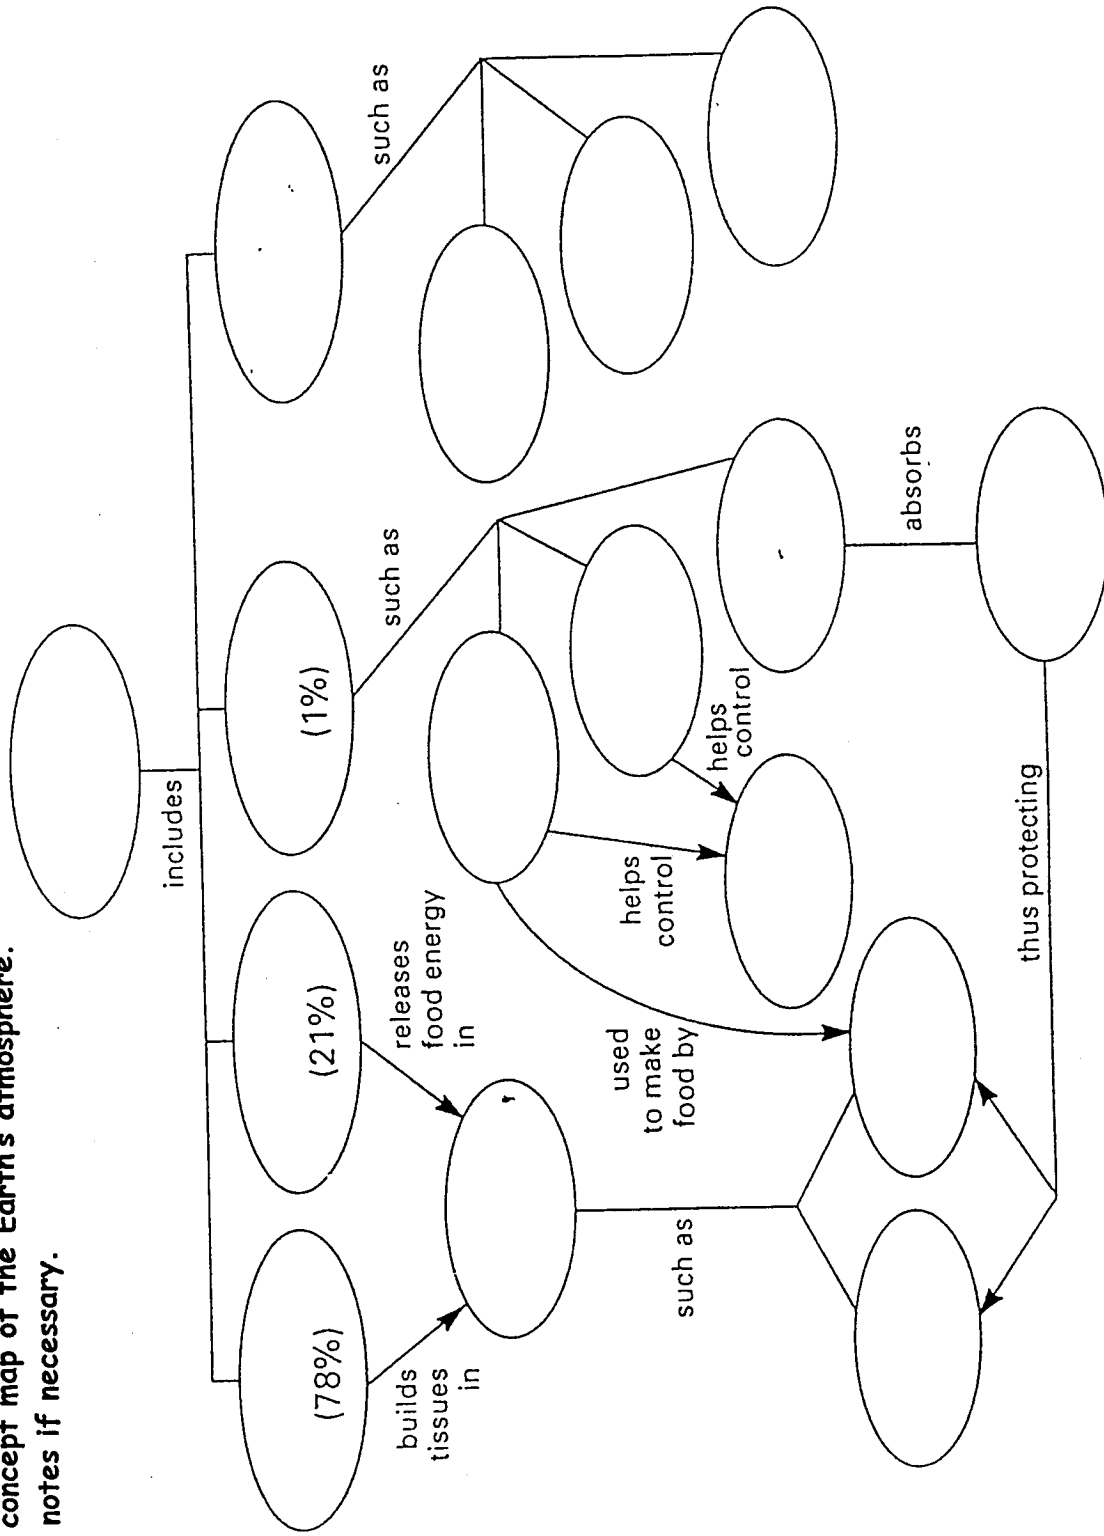 concept map of the Earth's atmosphere.
notes if necessary.
includes
(78%)
(21%)
(1%)
builds
tissues
in
releases
food energy
in
such as
such as
helps
control
helps
control
used
to make
food by
such as
absorbs
thus protecting